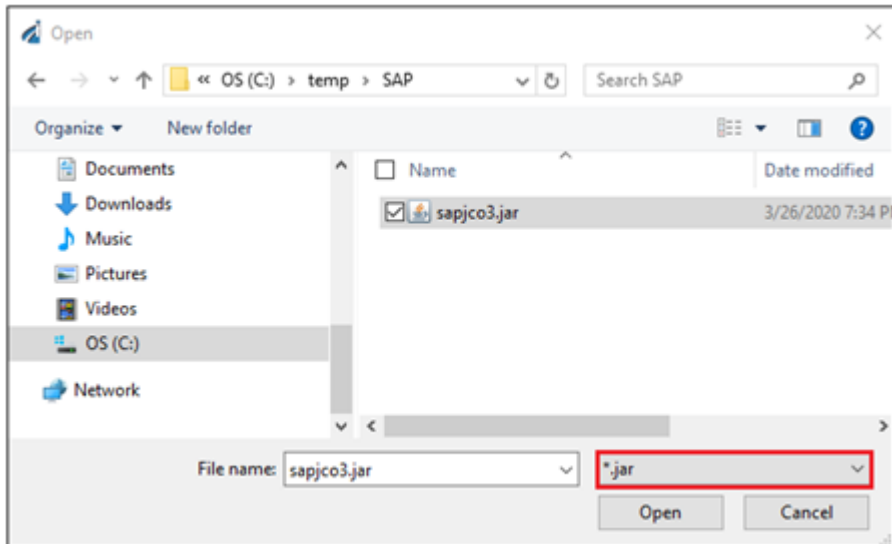 Open
« OS (C:) › temp › SAP
Search SAP
Organize
New folder
Documents
Downloads
Music
Pictures
Videos
OS (C:)
Network
Name
Date modified
sapjco3.jar
3/26/2020 7:34 P
File name:
sapjco3.jar
*.jar
Open
Cancel